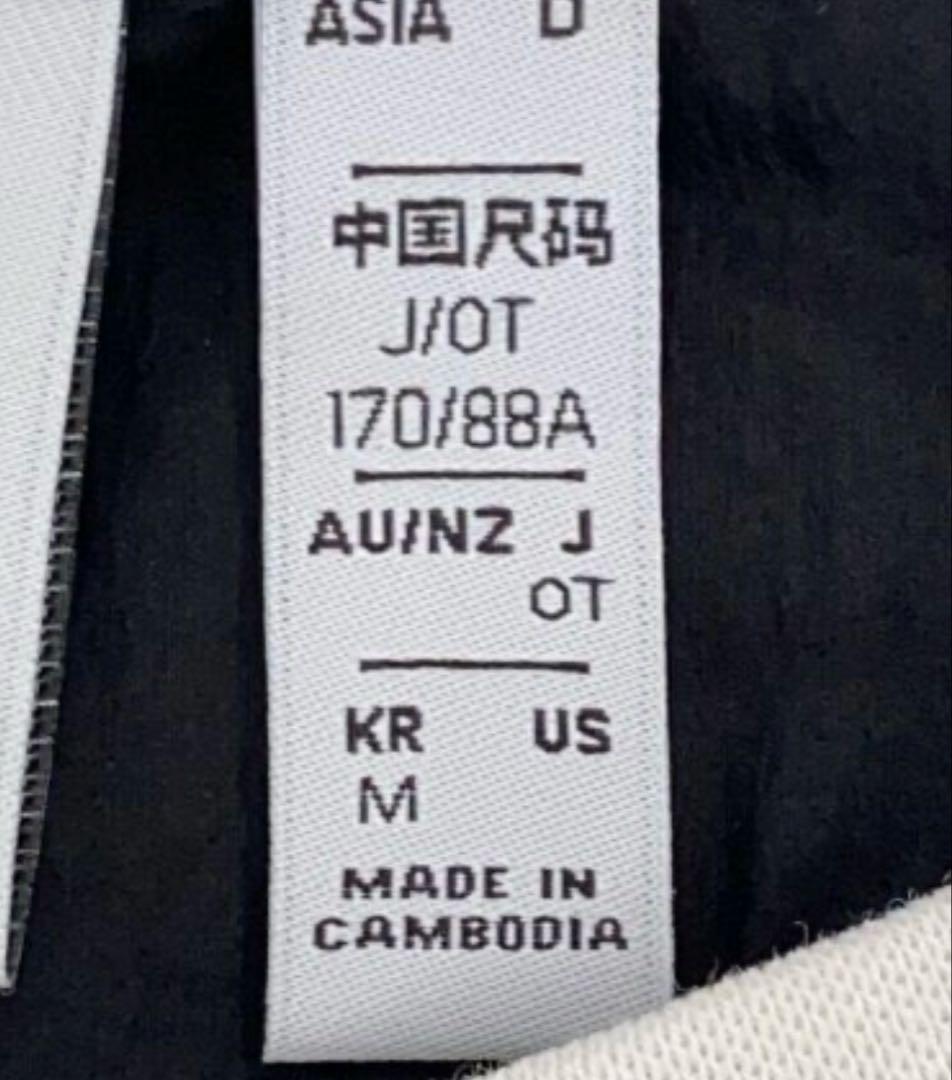 ASIA D
中国尺码
J/OT
170/88A
AU/NZ J
OT
KR US
M
MADE IN
CAMBODIA